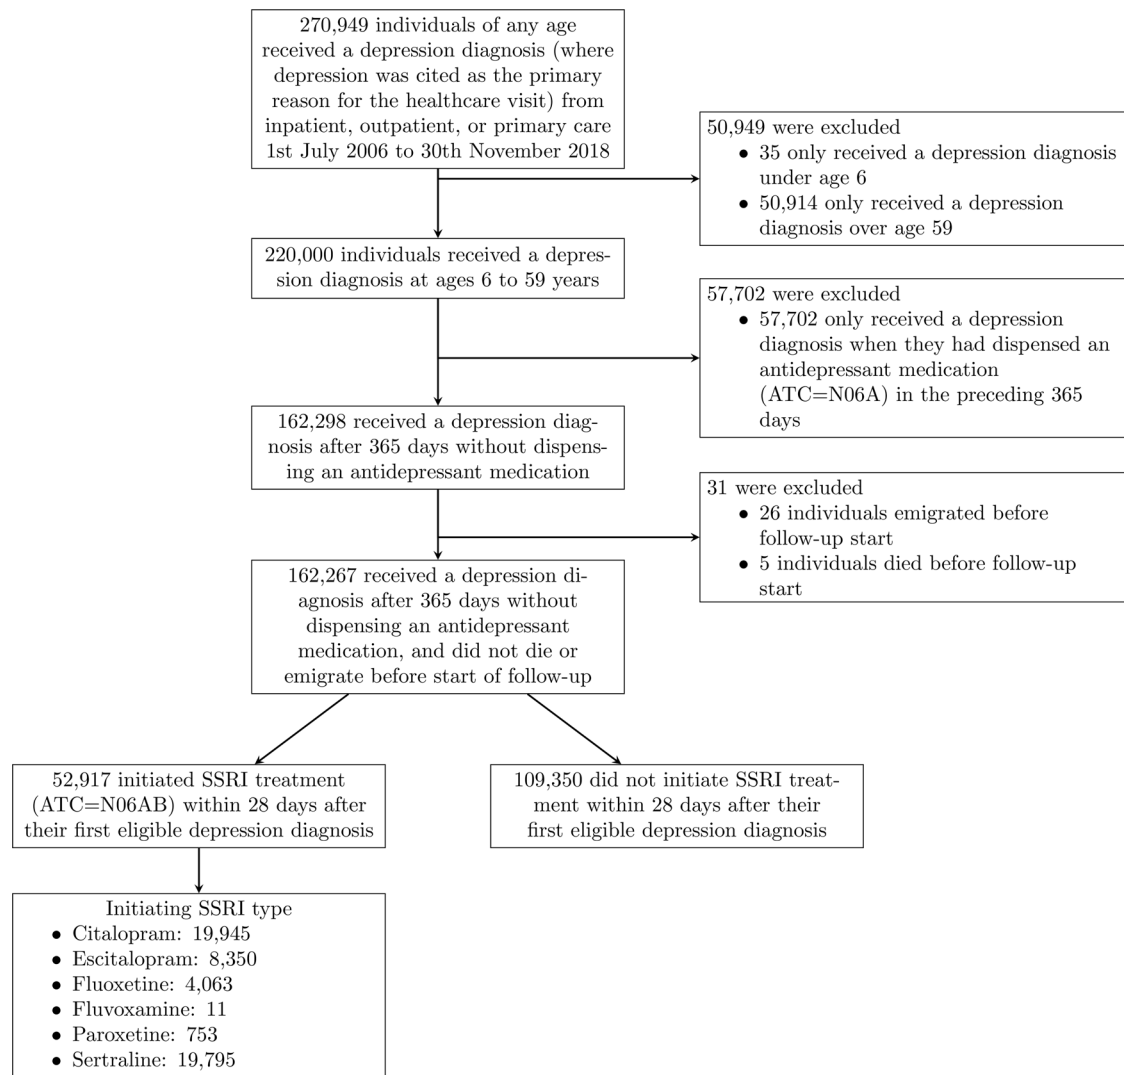 270,949 individuals of any age
received a depression diagnosis (where
depression was cited as the primary
reason for the healthcare visit) from
inpatient, outpatient, or primary care
1st July 2006 to 30th November 2018
50,949 were excluded
• 35 only received a depression diagnosis
under age 6
• 50,914 only received a depression
diagnosis over age 59
220,000 individuals received a depres-
sion diagnosis at ages 6 to 59 years
57,702 were excluded
• 57,702 only received a depression
diagnosis when they had dispensed an
antidepressant medication
(ATC=N06A) in the preceding 365
days
162,298 received a depression diag-
nosis after 365 days without dispens-
ing an antidepressant medication
31 were excluded
• 26 individuals emigrated before
follow-up start
• 5 individuals died before follow-up
start
162,267 received a depression di-
agnosis after 365 days without
dispensing an antidepressant
medication, and did not die or
emigrate before start of follow-up
52,917 initiated SSRI treatment
(ATC=N06AB) within 28 days after
their first eligible depression diagnosis
109,350 did not initiate SSRI treat-
ment within 28 days after their
first eligible depression diagnosis
Initiating SSRI type
• Citalopram: 19,945
• Escitalopram: 8,350
• Fluoxetine: 4,063
• Fluvoxamine: 11
• Paroxetine: 753
• Sertraline: 19,795